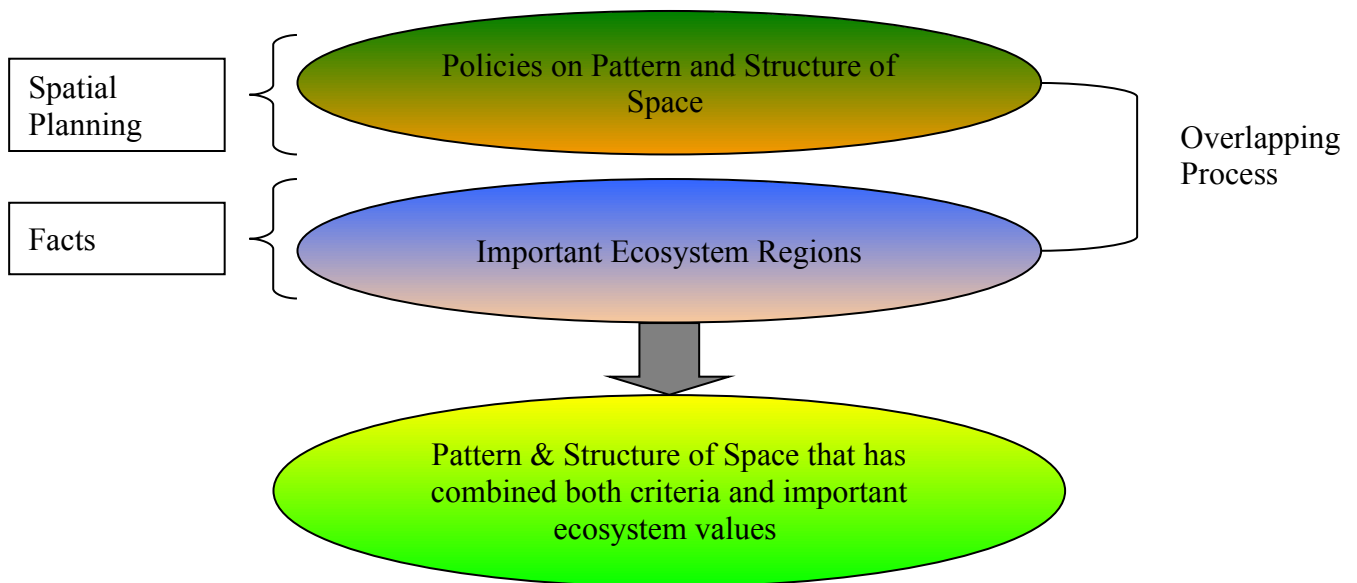 Spatial
Planning
Policies on Pattern and Structure of
Space
Overlapping
Process
Facts
Important Ecosystem Regions
Pattern & Structure of Space that has
combined both criteria and important
ecosystem values